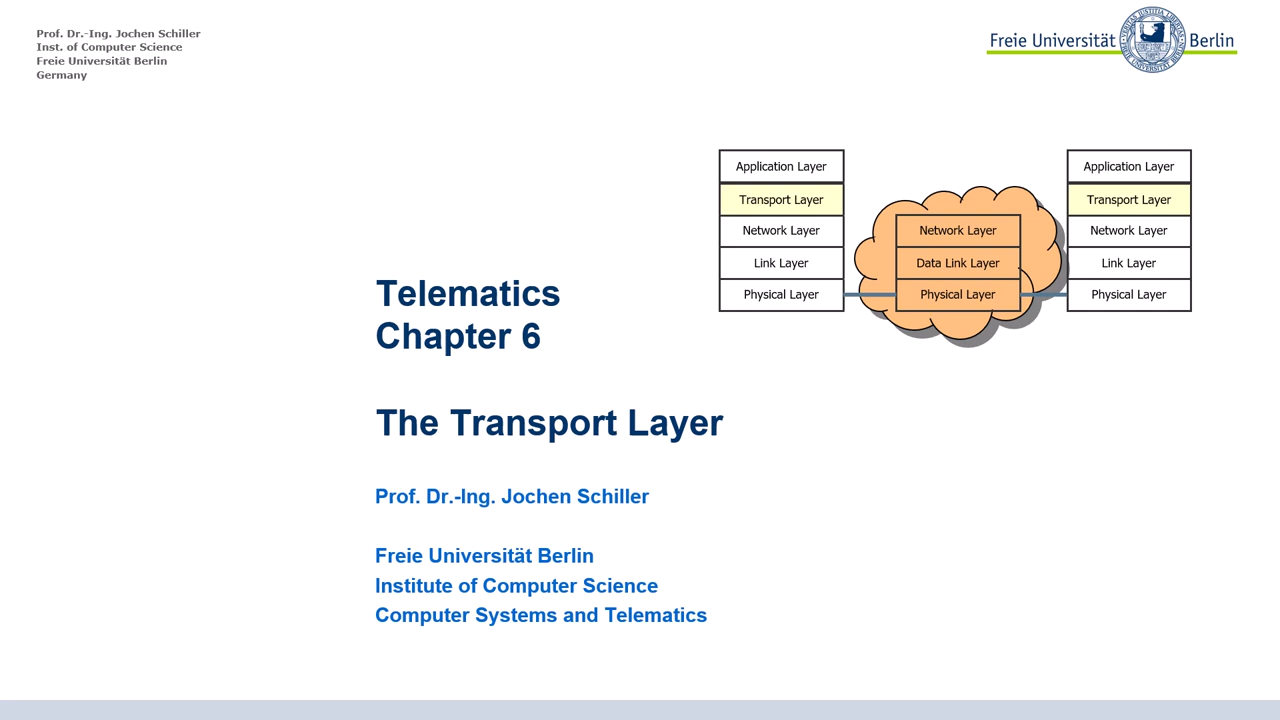 Prof. Dr.-Ing. Jochen Schiller
Inst. of Computer Science
Freie Universität Berlin
Germany
Freie Universität Berlin
Application Layer
Transport Layer
Network Layer
Link Layer
Physical Layer
Network Layer
Data Link Layer
Physical Layer
Application Layer
Transport Layer
Network Layer
Link Layer
Physical Layer
Telematics
Chapter 6
The Transport Layer
Prof. Dr.-Ing. Jochen Schiller
Freie Universität Berlin
Institute of Computer Science
Computer Systems and Telematics